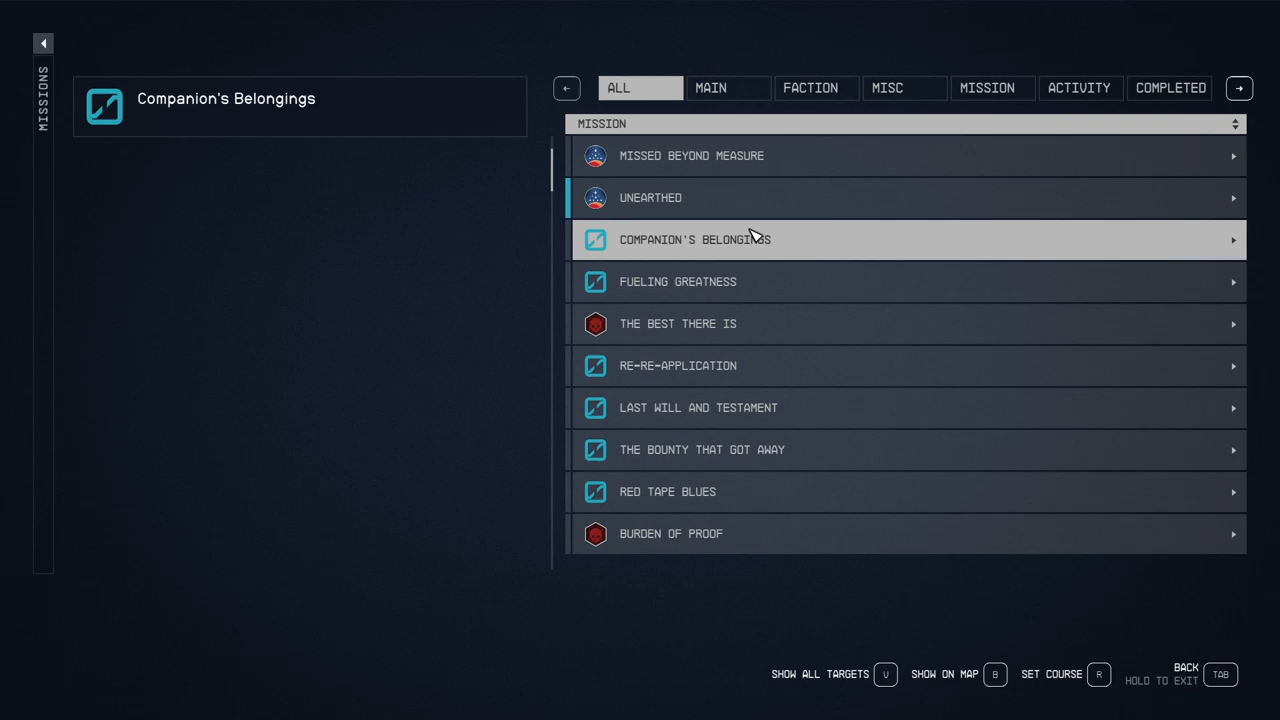 MISSIONS
Companion's Belongings
ALL MAIN FACTION MISC MISSION ACTIVITY COMPLETED
MISSION
MISSED BEYOND MEASURE
UNEARTHED
COMPANION'S BELONGINGS
FUELING GREATNESS
THE BEST THERE IS
RE-RE-APPLICATION
LAST WILL AND TESTAMENT
THE BOUNTY THAT GOT AWAY
RED TAPE BLUES
BURDEN OF PROOF
SHOW ALL TARGETS V SHOW ON MAP B SET COURSE R BACK TAB
HOLD TO EXIT